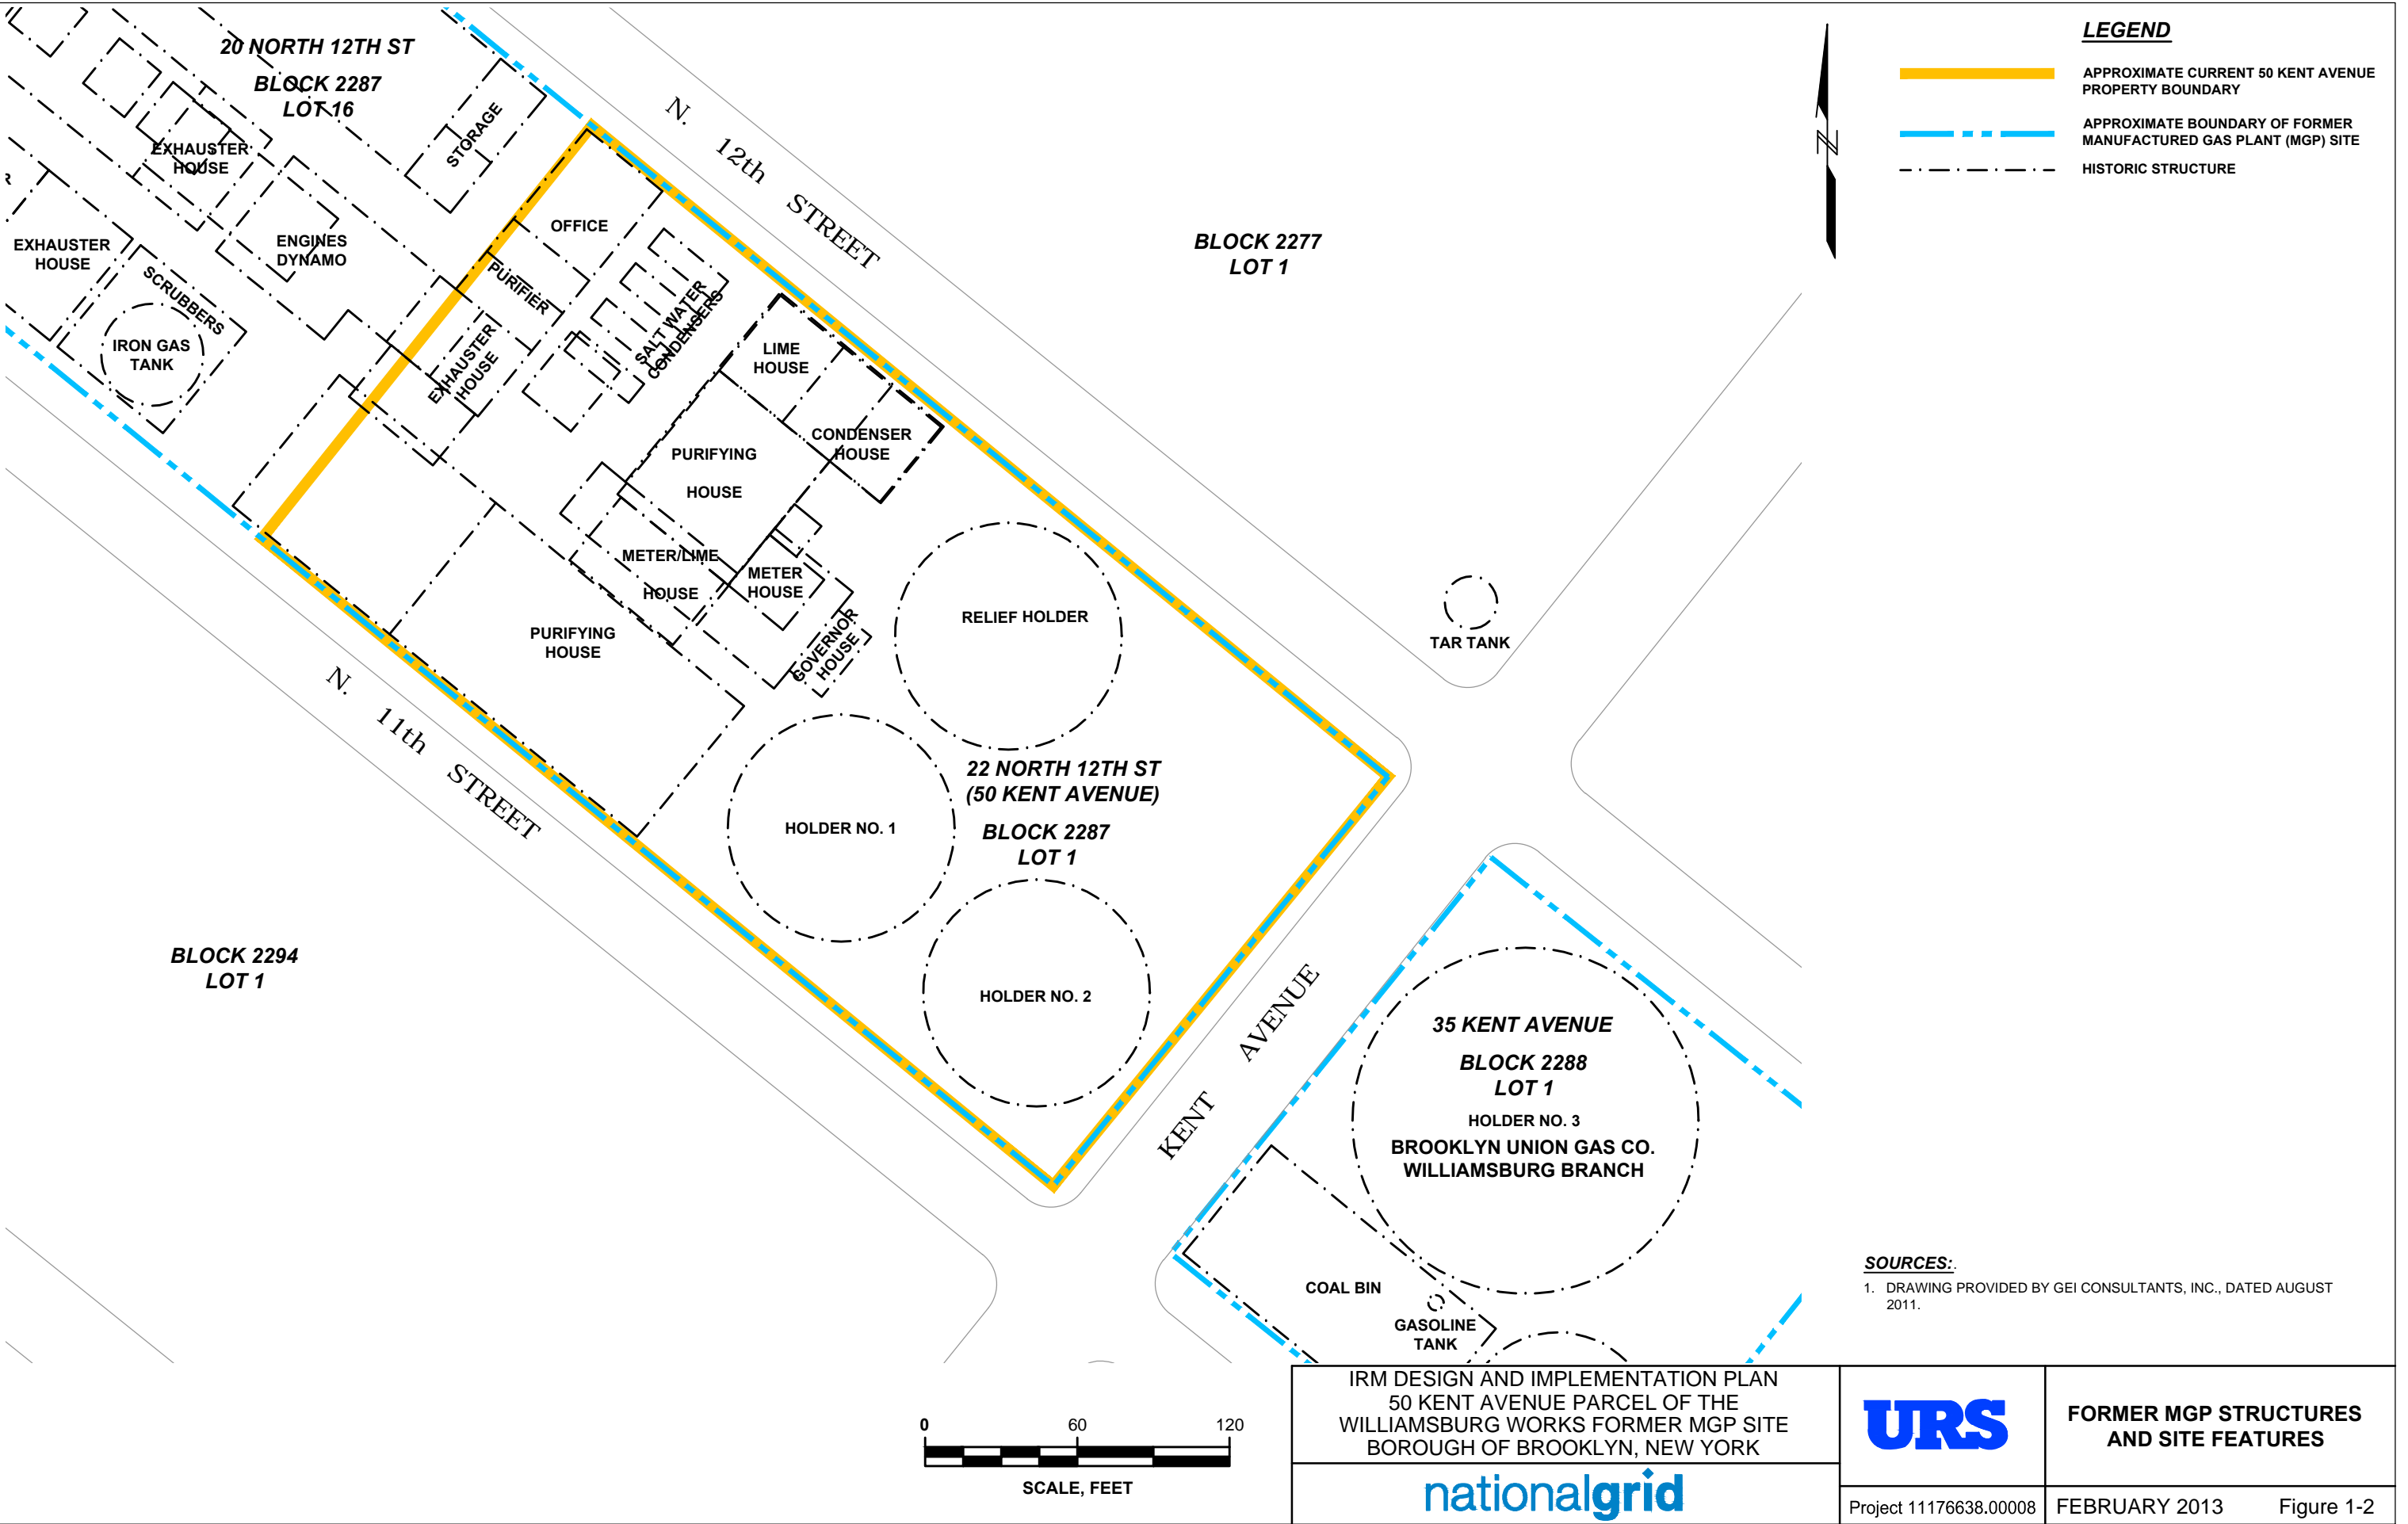 20 NORTH 12TH ST
BLOCK 2287
LOT 16
EXHAUSTER
HOUSE
STORAGE
R
EXHAUSTER
HOUSE
ENGINES
DYNAMO
SCRUBBERS
IRON GAS
TANK
OFFICE
PURIFIER
EXHAUSTER
HOUSE
SALT WATER
CONDENSERS
LIME
HOUSE
CONDENSER
HOUSE
PURIFYING
HOUSE
METER/LIME
HOUSE
METER
HOUSE
GOVERNOR
HOUSE
PURIFYING
HOUSE
RELIEF HOLDER
HOLDER NO. 1
22 NORTH 12TH ST
(50 KENT AVENUE)
BLOCK 2287
LOT 1
HOLDER NO. 2
N. 12th STREET
N. 11th STREET
KENT AVENUE
BLOCK 2277
LOT 1
TAR TANK
BLOCK 2294
LOT 1
35 KENT AVENUE
BLOCK 2288
LOT 1
HOLDER NO. 3
BROOKLYN UNION GAS CO.
WILLIAMSBURG BRANCH
COAL BIN
GASOLINE
TANK
N
LEGEND
APPROXIMATE CURRENT 50 KENT AVENUE
PROPERTY BOUNDARY
APPROXIMATE BOUNDARY OF FORMER
MANUFACTURED GAS PLANT (MGP) SITE
HISTORIC STRUCTURE
SOURCES:.
1. DRAWING PROVIDED BY GEI CONSULTANTS, INC., DATED AUGUST
2011.
0 60 120
SCALE, FEET
IRM DESIGN AND IMPLEMENTATION PLAN
50 KENT AVENUE PARCEL OF THE
WILLIAMSBURG WORKS FORMER MGP SITE
BOROUGH OF BROOKLYN, NEW YORK
nationalgrid
URS
Project 11176638.00008
FORMER MGP STRUCTURES
AND SITE FEATURES
FEBRUARY 2013 Figure 1-2